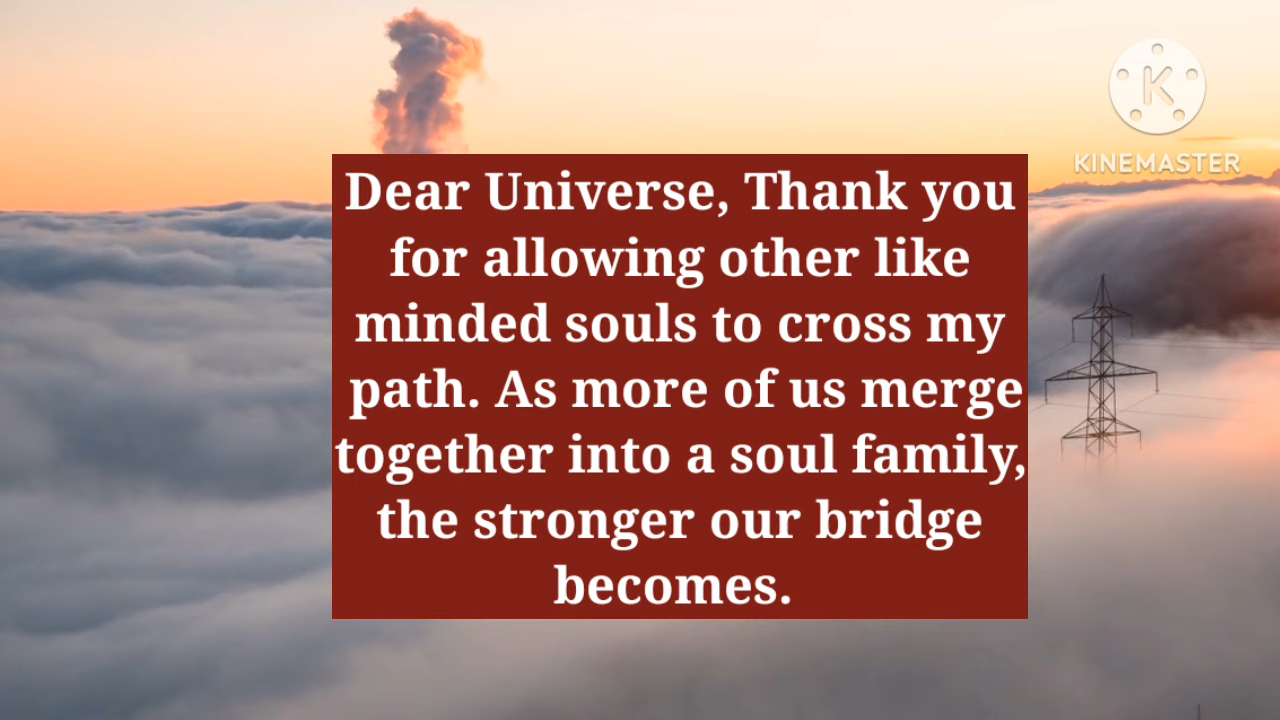 K
KINEMASTER
Dear Universe, Thank you
for allowing other like
minded souls to cross my
path. As more of us merge
together into a soul family,
the stronger our bridge
becomes.